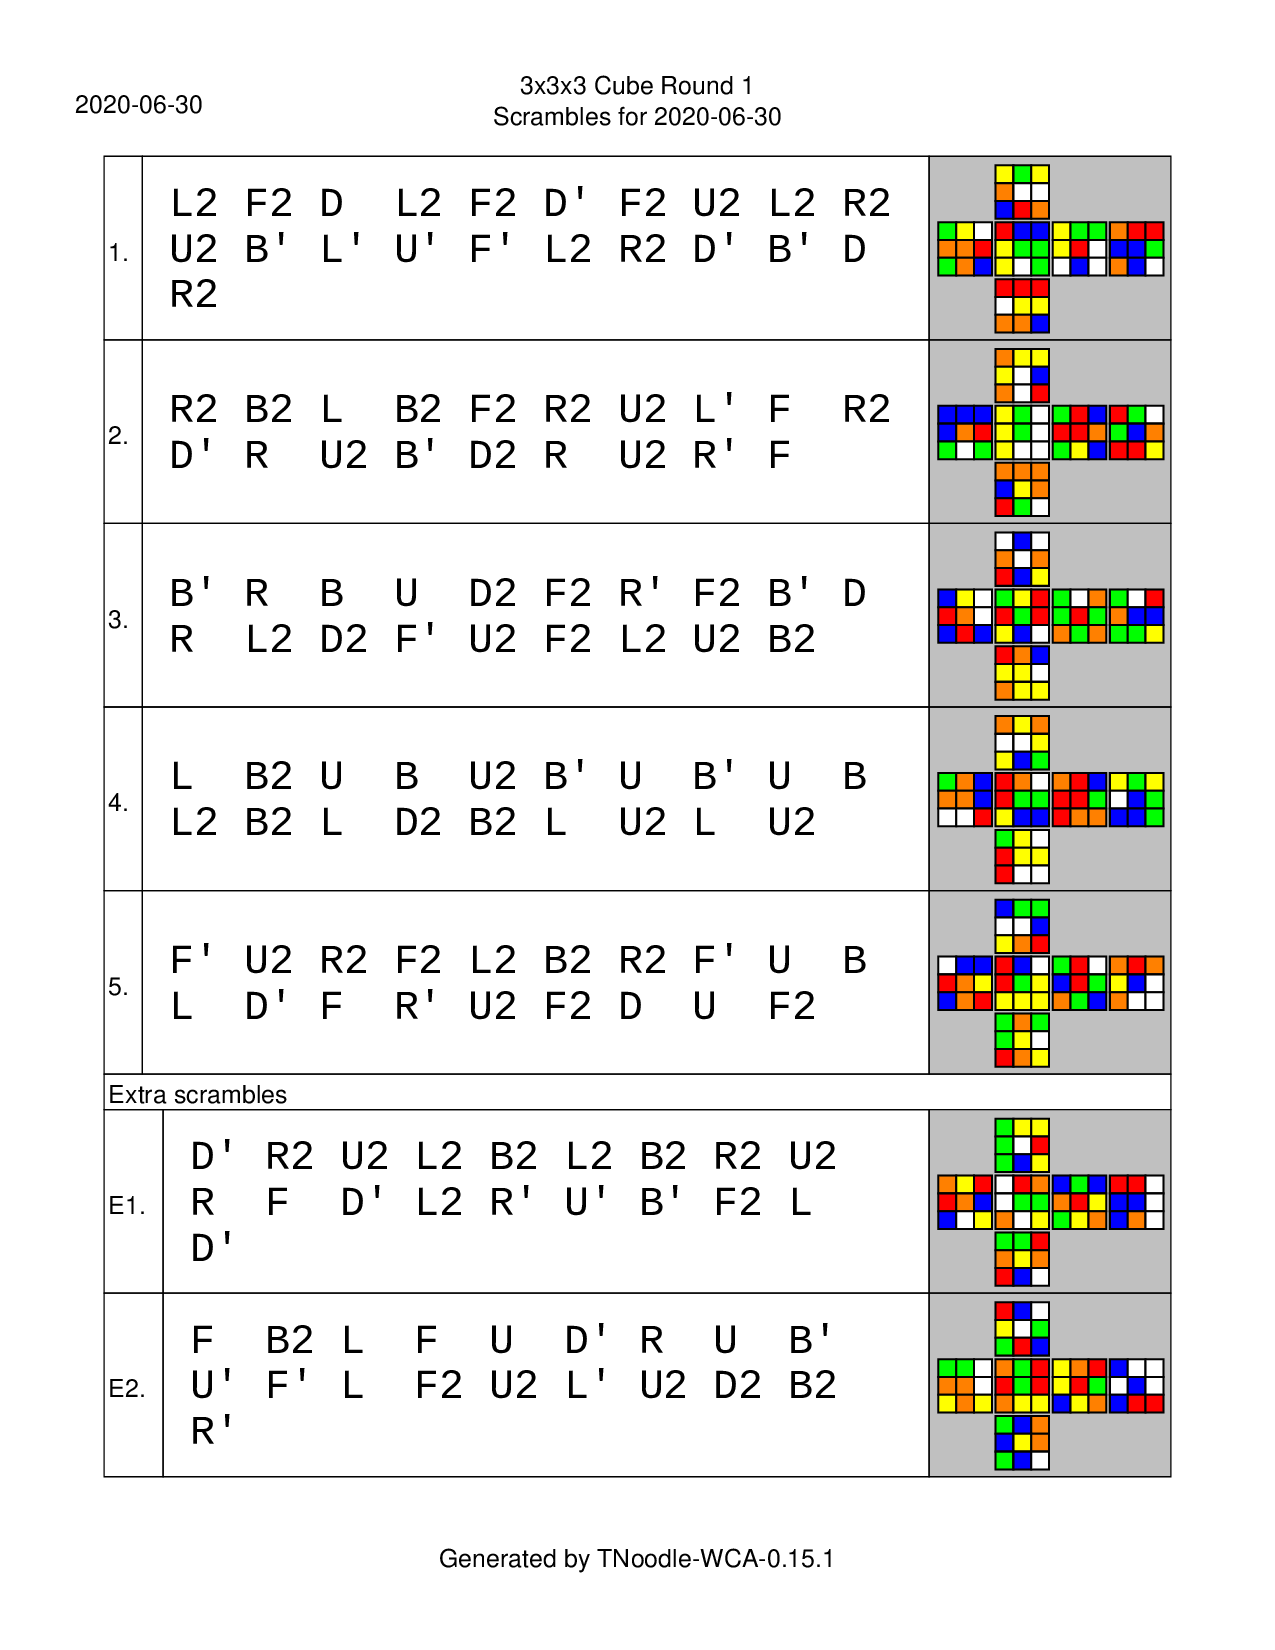 3x3x3 Cube Round 1
2020-06-30
Scrambles for 2020-06-30
1.
L2 F2 D L2 F2 D' F2 U2 L2 R2
U2 B' L' U' F' L2 R2 D' B' D
R2
2.
R2 B2 L B2 F2 R2 U2 L' F R2
D' R U2 B' D2 R U2 R' F
3.
B' R B U D2 F2 R' F2 B' D
R L2 D2 F' U2 F2 L2 U2 B2
4.
L B2 U B U2 B' U B' U B
L2 B2 L D2 B2 L U2 L U2
5.
F' U2 R2 F2 L2 B2 R2 F' U B
L D' F R' U2 F2 D U F2
Extra scrambles
E1.
D' R2 U2 L2 B2 L2 B2 R2 U2
R F D' L2 R' U' B' F2 L
D'
E2.
F B2 L F U D' R U B'
U' F' L F2 U2 L' U2 D2 B2
R'
Generated by TNoodle-WCA-0.15.1